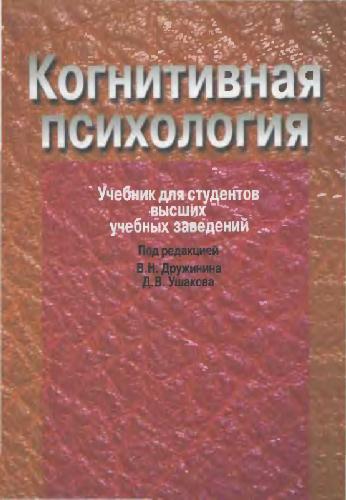 Когнитивная
психология
Учебник для студентов
высших
учебных заведений
Под редакцией
В.Н. Дружинина
Д.В. Ушакова